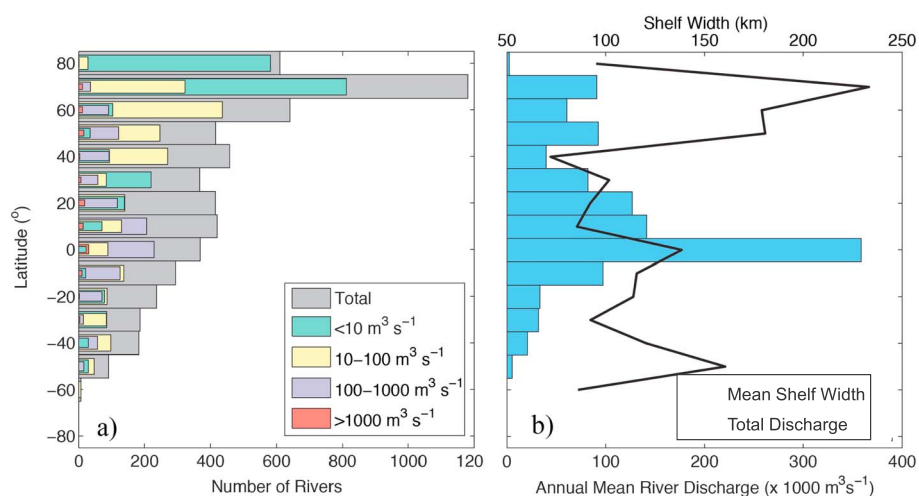 a)
80
60
40
20
0
−20
−40
−60
−80
Latitude (°)
0
200
400
600
800
1000
1200
Number of Rivers
Total
<10 m³ s⁻¹
10−100 m³ s⁻¹
100−1000 m³ s⁻¹
>1000 m³ s⁻¹
Shelf Width (km)
50
100
150
200
250
b)
Mean Shelf Width
Total Discharge
0
100
200
300
400
Annual Mean River Discharge (x 1000 m³s⁻¹)